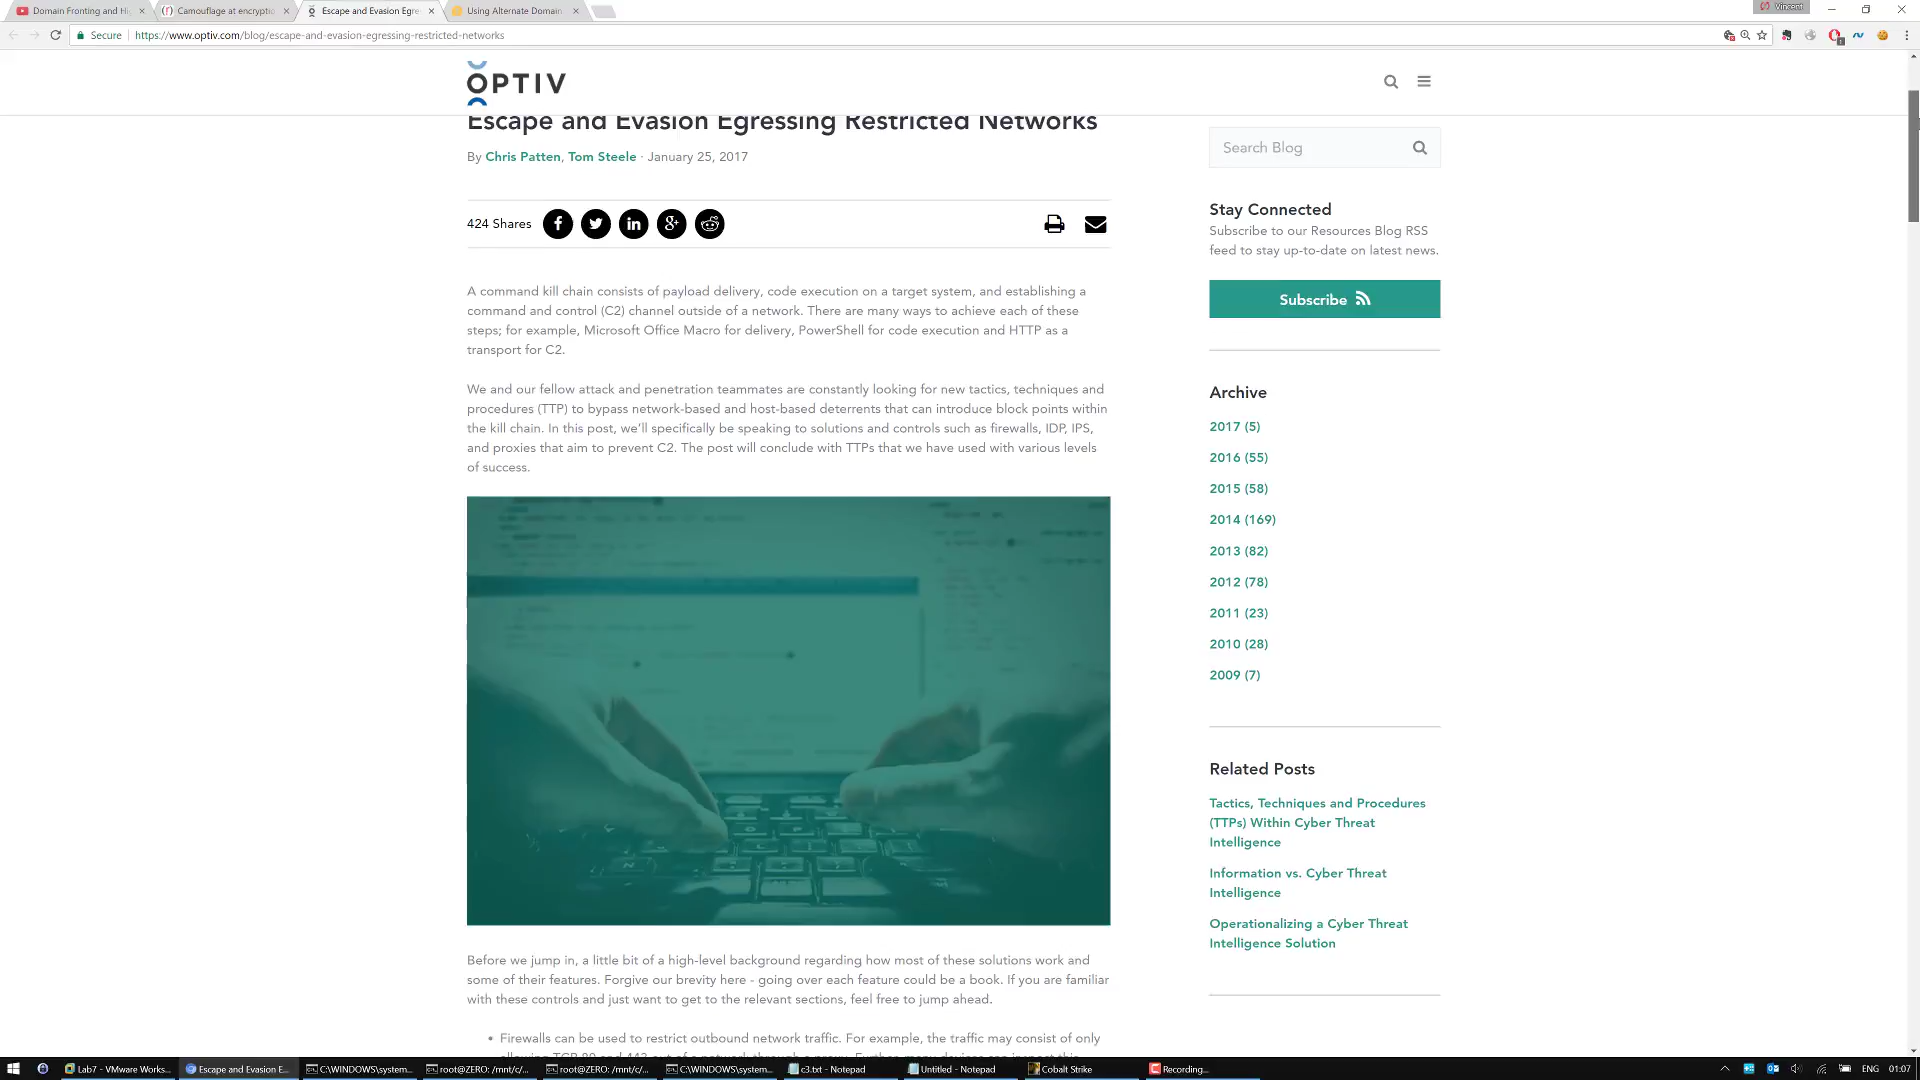 Domain Fronting and Hi
Camouflage at encryptio
Escape and Evasion Egre
Using Alternate Domain
Vincent
Secure
https://www.optiv.com/blog/escape-and-evasion-egressing-restricted-networks
OPTIV
Escape and Evasion Egressing Restricted Networks
By Chris Patten, Tom Steele · January 25, 2017
424 Shares
A command kill chain consists of payload delivery, code execution on a target system, and establishing a
command and control (C2) channel outside of a network. There are many ways to achieve each of these
steps; for example, Microsoft Office Macro for delivery, PowerShell for code execution and HTTP as a
transport for C2.
We and our fellow attack and penetration teammates are constantly looking for new tactics, techniques and
procedures (TTP) to bypass network-based and host-based deterrents that can introduce block points within
the kill chain. In this post, we'll specifically be speaking to solutions and controls such as firewalls, IDP, IPS,
and proxies that aim to prevent C2. The post will conclude with TTPs that we have used with various levels
of success.
Before we jump in, a little bit of a high-level background regarding how most of these solutions work and
some of their features. Forgive our brevity here - going over each feature could be a book. If you are familiar
with these controls and just want to get to the relevant sections, feel free to jump ahead.
• Firewalls can be used to restrict outbound network traffic. For example, the traffic may consist of only
Search Blog
Stay Connected
Subscribe to our Resources Blog RSS
feed to stay up-to-date on latest news.
Subscribe
Archive
2017 (5)
2016 (55)
2015 (58)
2014 (169)
2013 (82)
2012 (78)
2011 (23)
2010 (28)
2009 (7)
Related Posts
Tactics, Techniques and Procedures
(TTPs) Within Cyber Threat
Intelligence
Information vs. Cyber Threat
Intelligence
Operationalizing a Cyber Threat
Intelligence Solution
Lab7 - VMware Works...
Escape and Evasion E...
C:\WINDOWS\system...
root@ZERO: /mnt/c/...
root@ZERO: /mnt/c/...
C:\WINDOWS\system...
c3.txt - Notepad
Untitled - Notepad
Cobalt Strike
Recording...
ENG
01:07